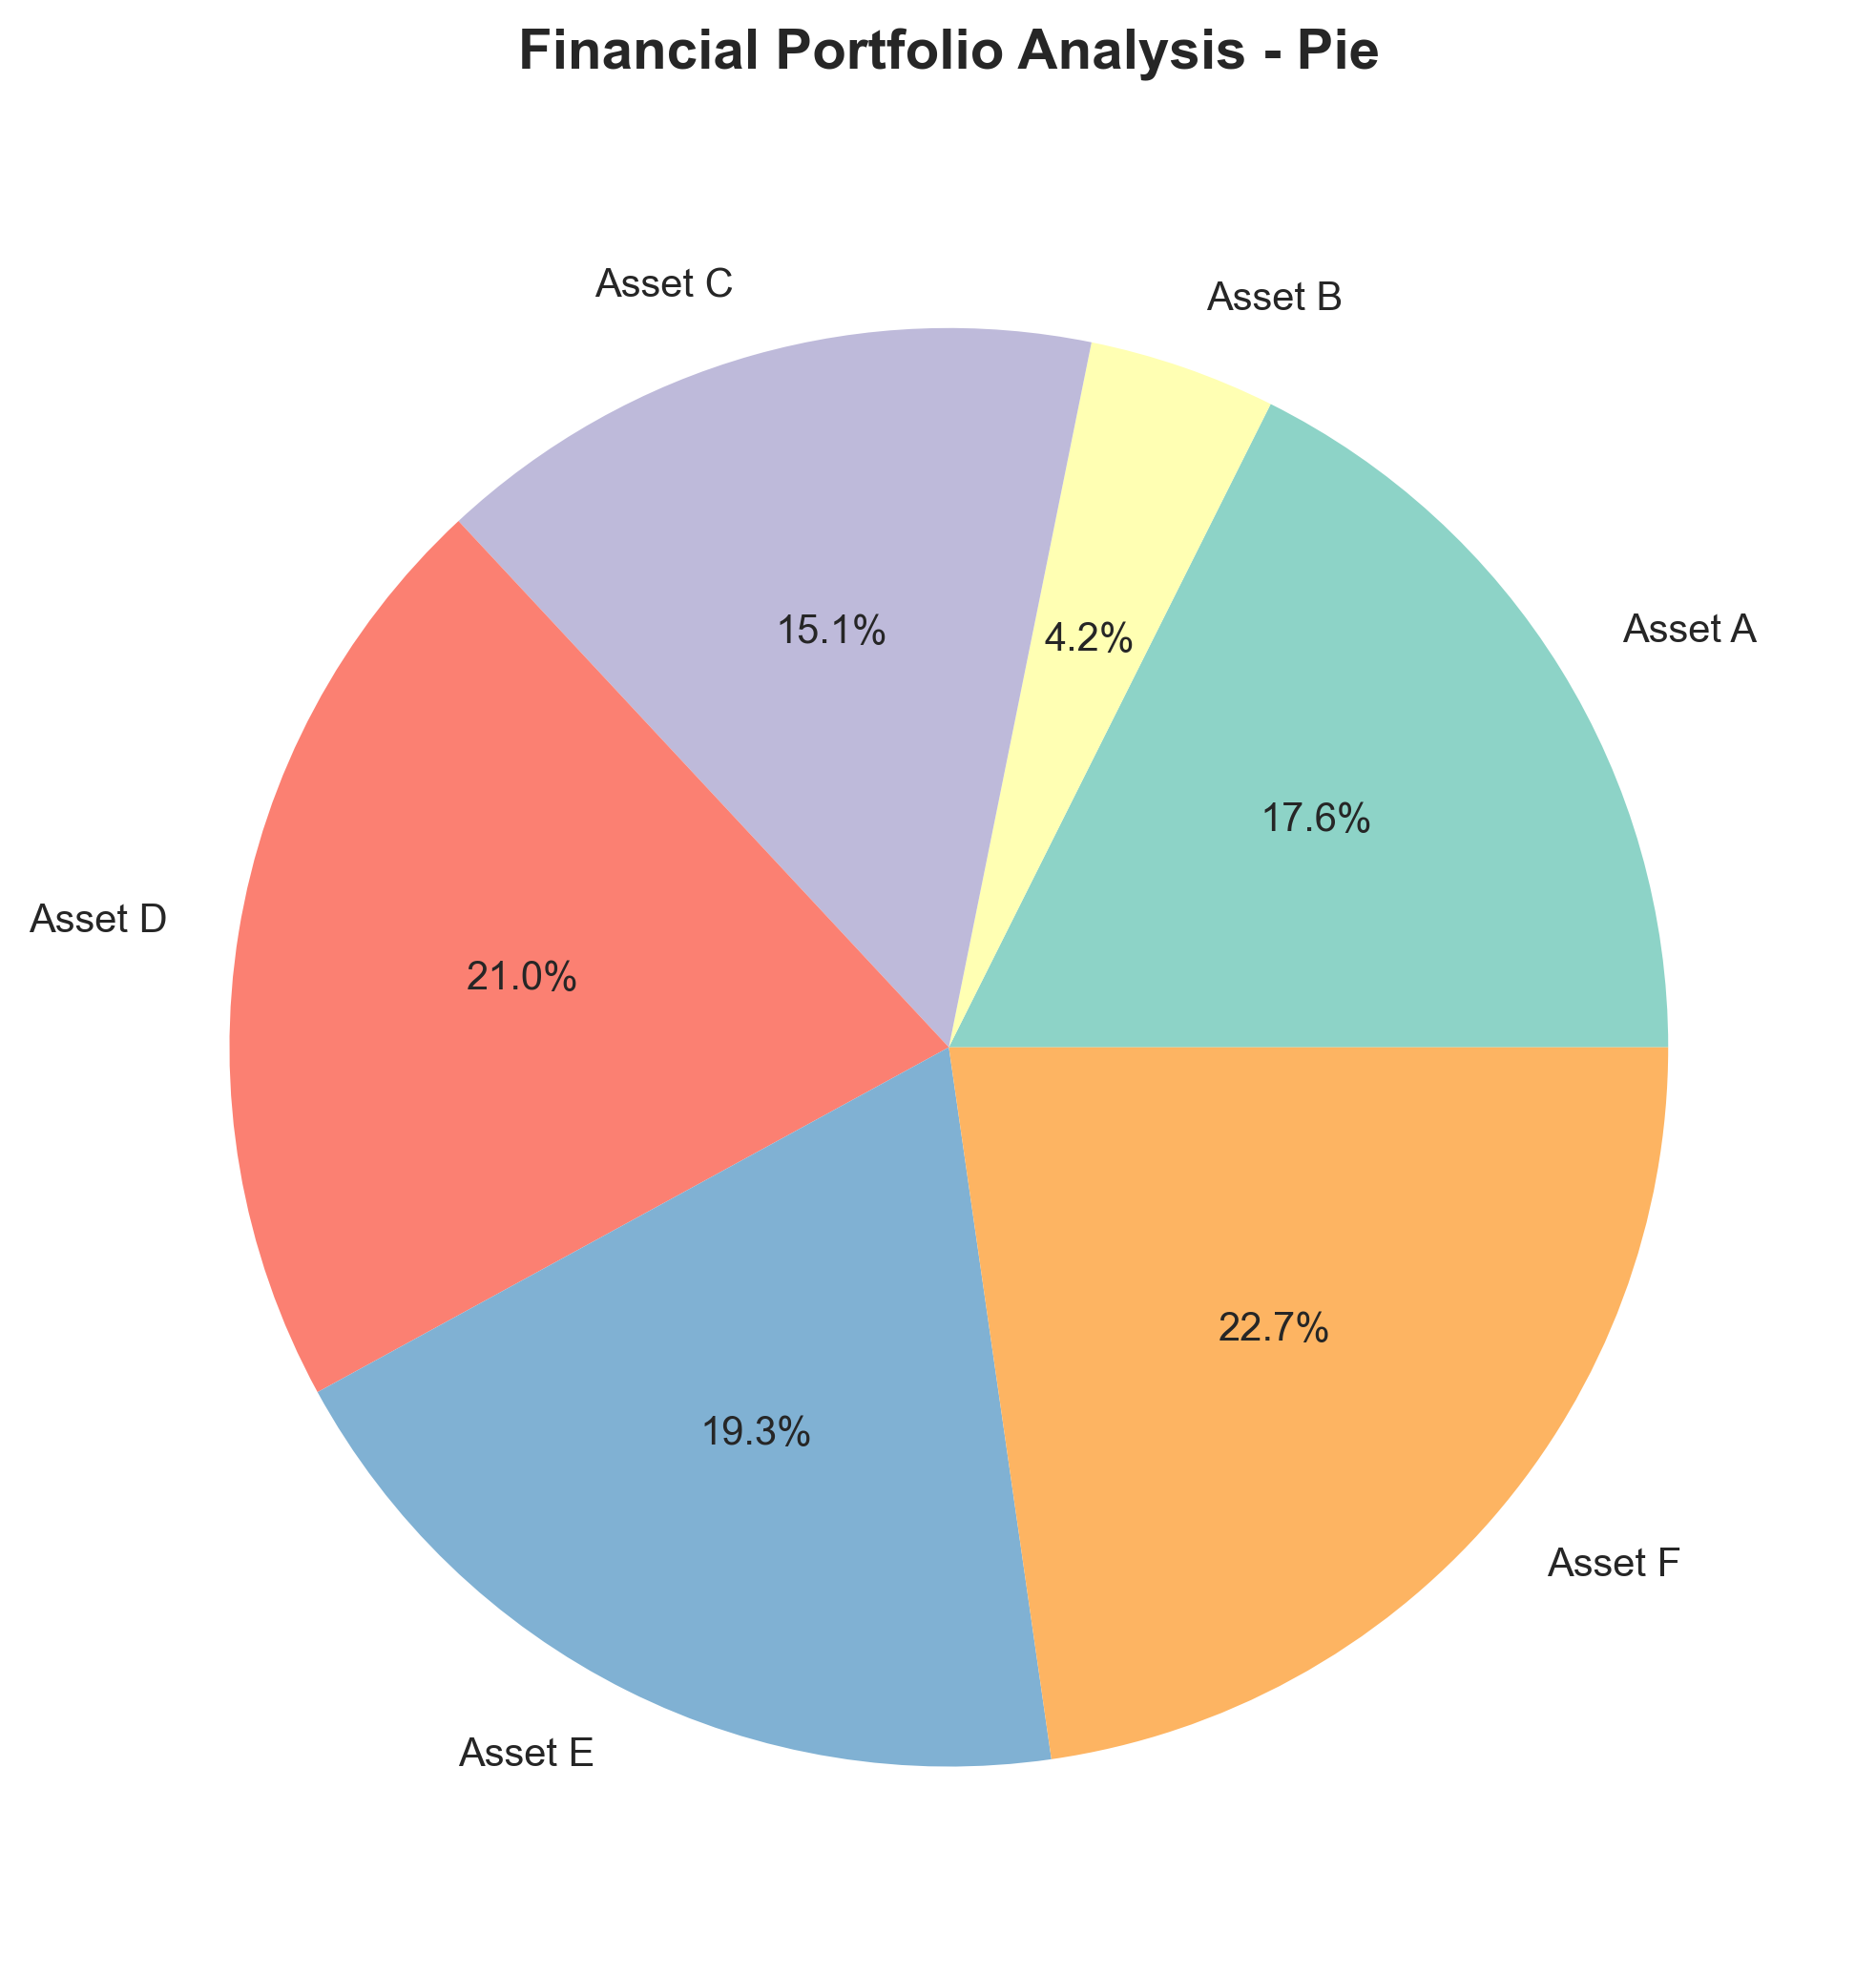 Financial Portfolio Analysis - Pie
Asset C
Asset B
Asset A
15.1%
4.2%
17.6%
Asset D
21.0%
22.7%
19.3%
Asset F
Asset E